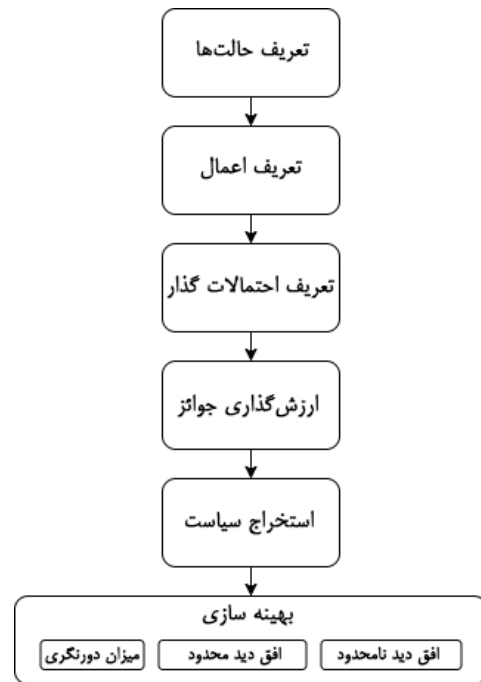 تعریف حالت‌ها
تعریف اعمال
تعریف احتمالات گذار
ارزش‌گذاری جوائز
استخراج سیاست
بهینه سازی
افق دید نامحدود
افق دید محدود
میزان دورنگری